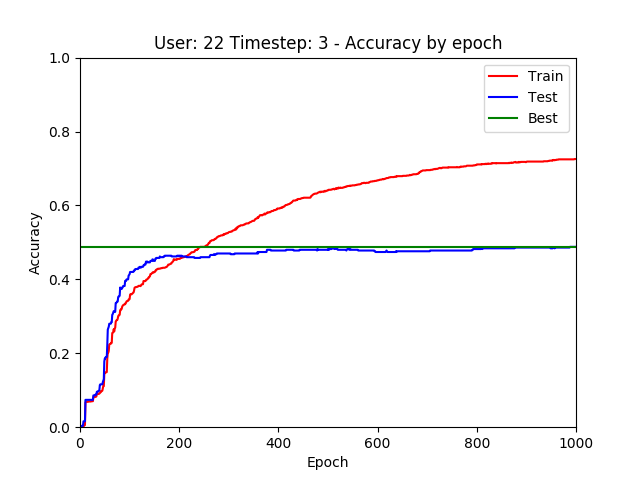 User: 22 Timestep: 3 - Accuracy by epoch
1.0
0.8
0.6
0.4
0.2
0.0
Accuracy
Train
Test
Best
0 200 400 600 800 1000
Epoch